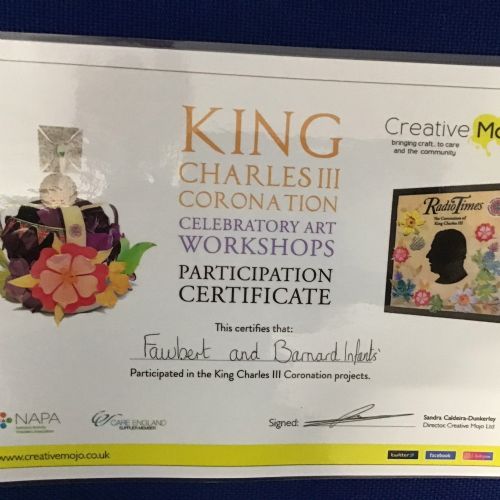 KING
CHARLES III
CORONATION
CELEBRATORY ART
WORKSHOPS
PARTICIPATION
CERTIFICATE
Creative Mo
bringing craft, to care
and the community
RadioTimes
The Coronation of
King Charles III
This certifies that:
Fawbert and Barnard Infants'
Participated in the King Charles III Coronation projects.
NAPA
CARE ENGLAND
SUPPLIER MEMBER
Signed:
Sandra Caldeira-Dunkerley
Director, Creative Mojo Ltd
www.creativemojo.co.uk
twitter
facebook